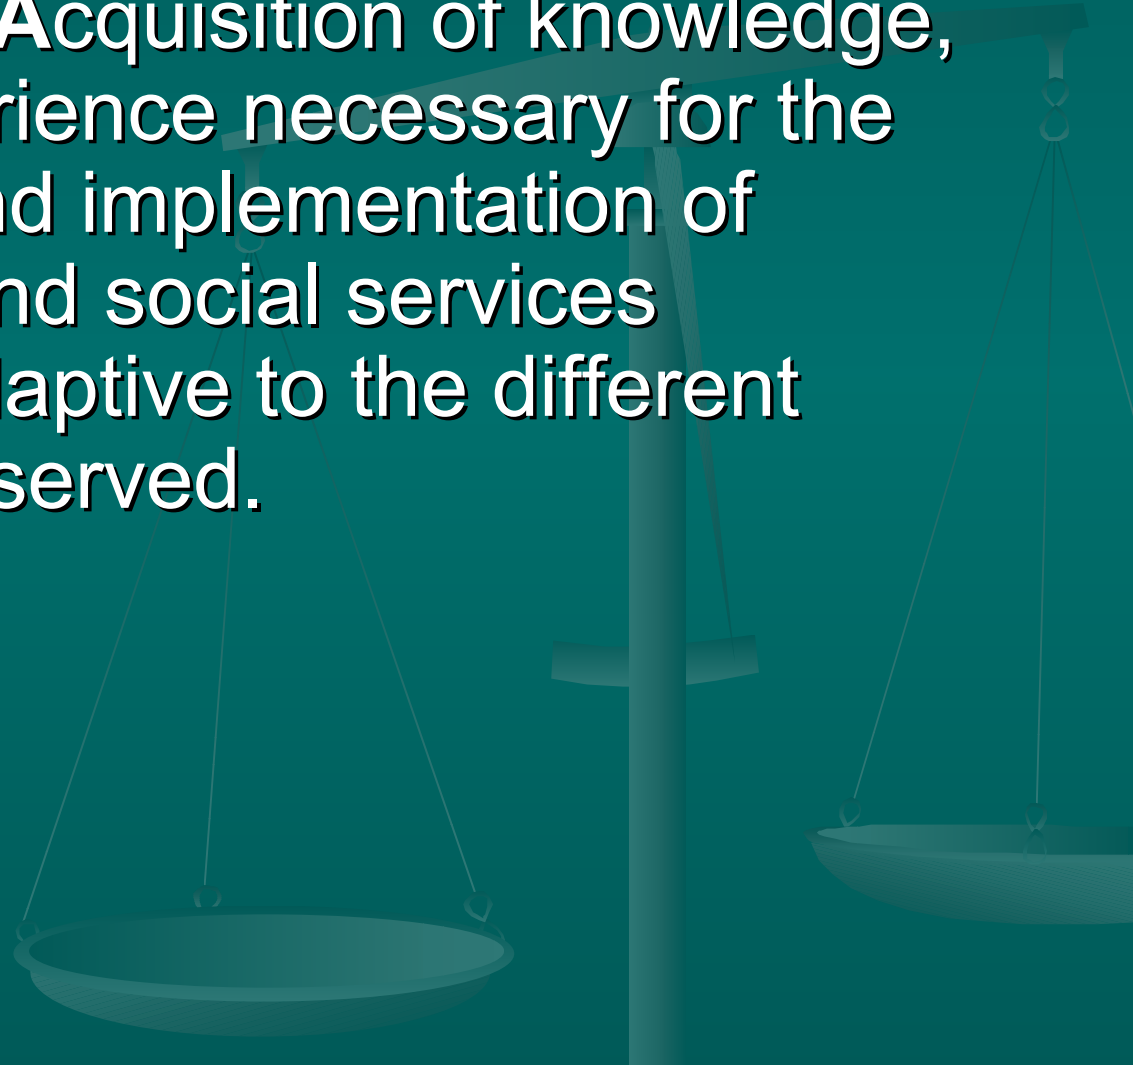 Acquisition of knowledge,
rience necessary for the
nd implementation of
nd social services
laptive to the different
served.